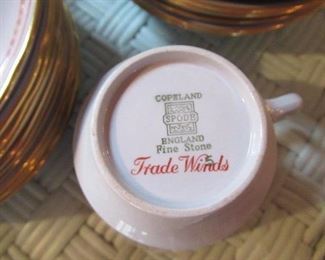 COPELAND
SPODE
ENGLAND
Fine Stone
Trade Winds